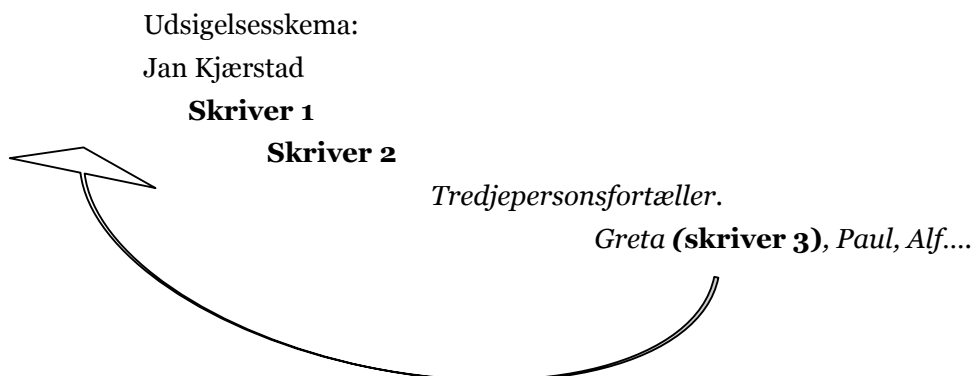 Udsigelsesskema:
Jan Kjærstad
Skriver 1
Skriver 2
Tredjepersonsfortæller.
Greta (skriver 3), Paul, Alf….